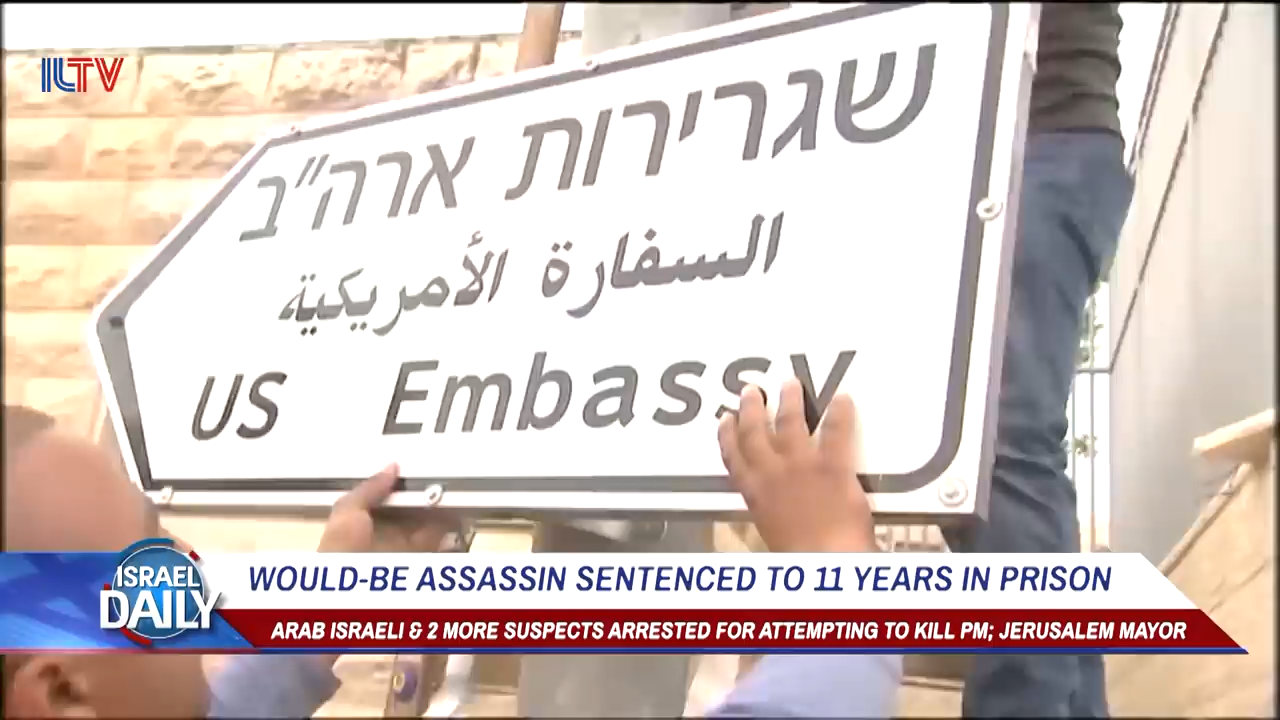 ILTV
שגרירות ארה"ב
السفارة الأمريكية
US Embassy
ISRAEL
DAILY
WOULD-BE ASSASSIN SENTENCED TO 11 YEARS IN PRISON
ARAB ISRAELI & 2 MORE SUSPECTS ARRESTED FOR ATTEMPTING TO KILL PM; JERUSALEM MAYOR